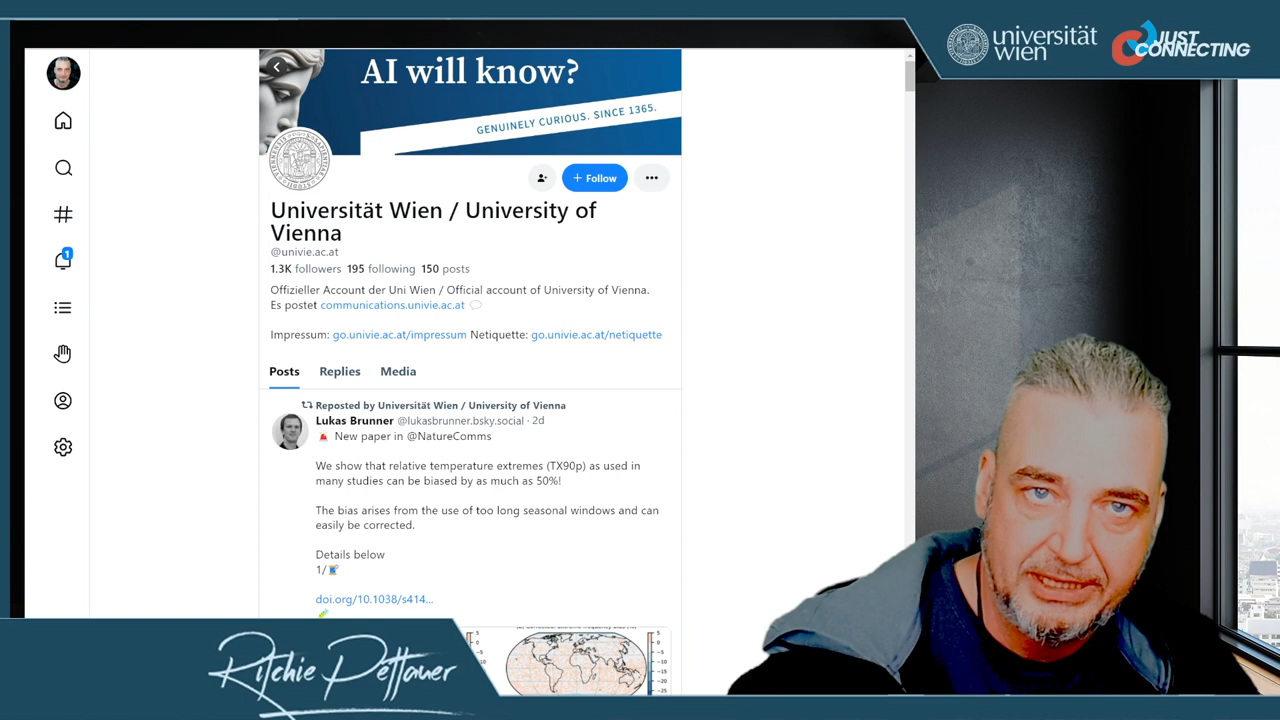 universität
wien
JUST
CONNECTING
AI will know?
GENUINELY CURIOUS. SINCE 1365.
+ Follow
Universität Wien / University of
Vienna
@univie.ac.at
1.3K followers 195 following 150 posts
Offizieller Account der Uni Wien / Official account of University of Vienna.
Es postet communications.univie.ac.at
Impressum: go.univie.ac.at/impressum Netiquette: go.univie.ac.at/netiquette
1
Posts Replies Media
Reposted by Universität Wien / University of Vienna
Lukas Brunner @lukasbrunner.bsky.social · 2d
New paper in @NatureComms
We show that relative temperature extremes (TX90p) as used in
many studies can be biased by as much as 50%!
The bias arises from the use of too long seasonal windows and can
easily be corrected.
Details below
1/
doi.org/10.1038/s414...
Ritchie Pettauer